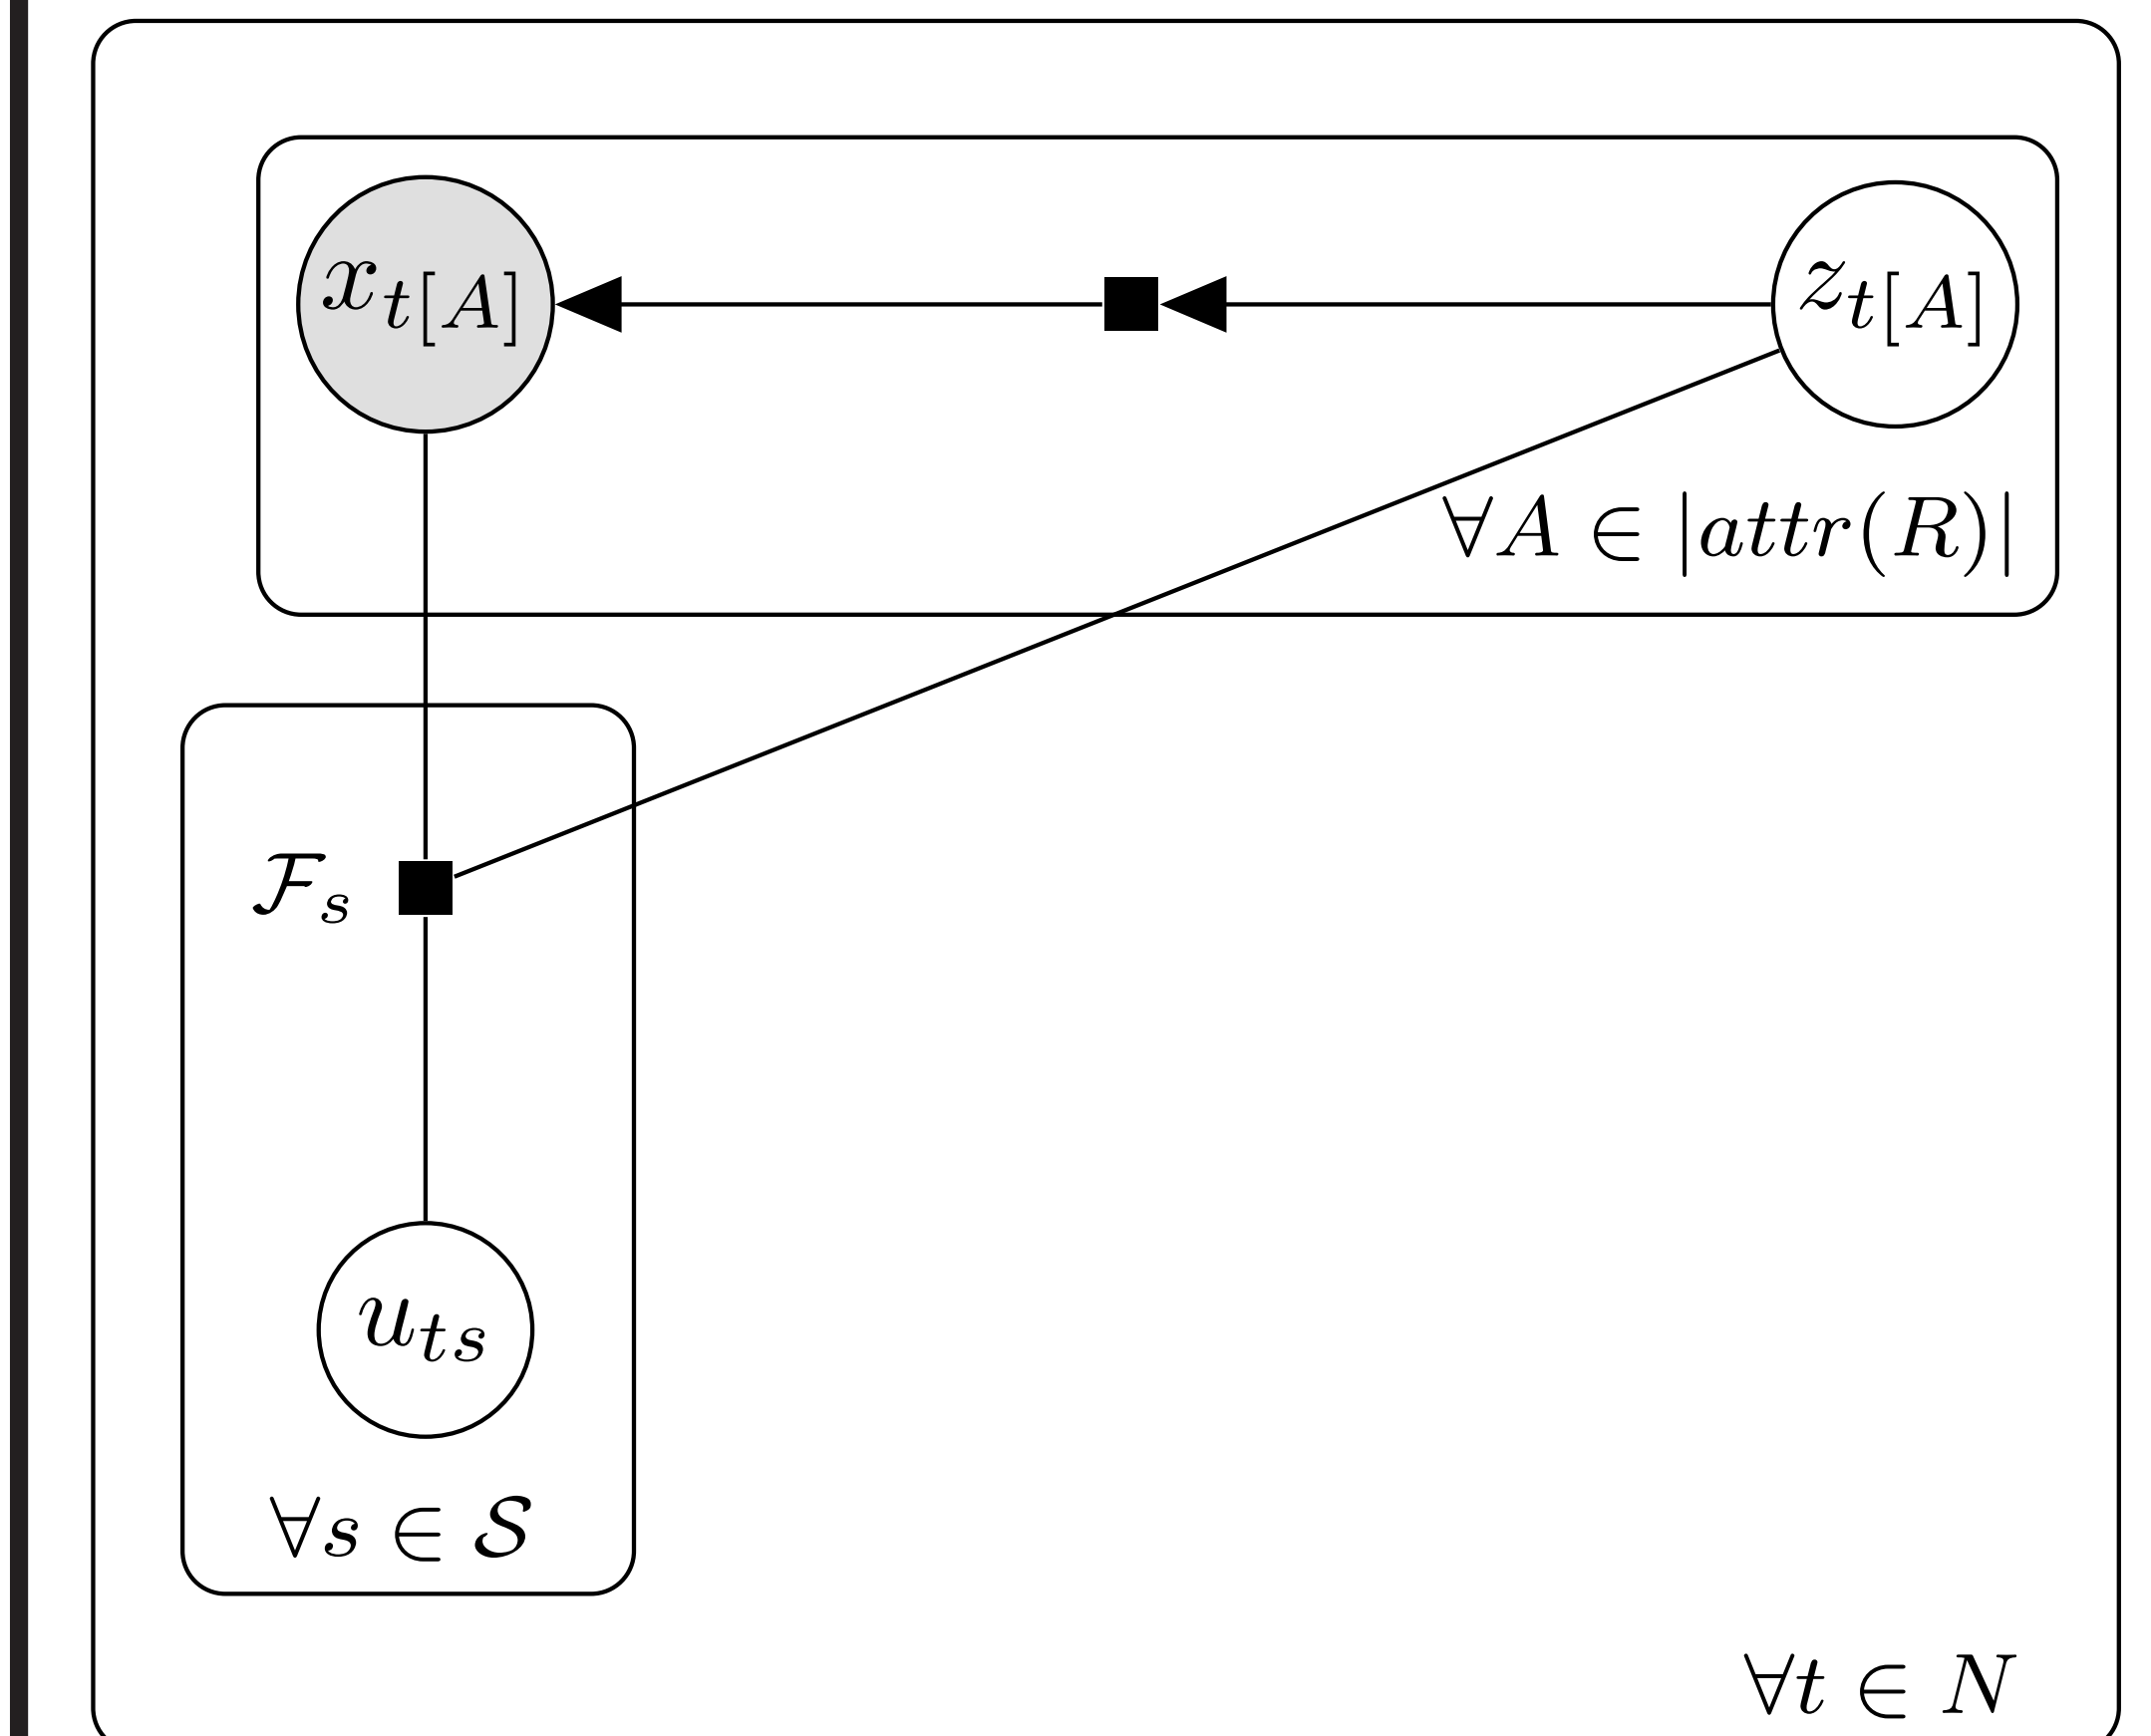 x_{t[A]}
z_{t[A]}
∀A ∈ |attr(R)|
ℱ_s
u_{ts}
∀s ∈ 𝒮
∀t ∈ N